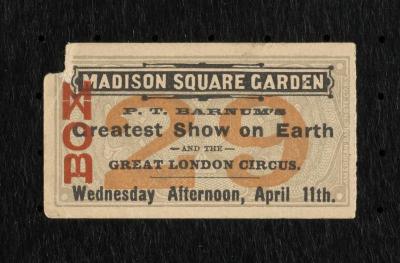 MADISON SQUARE GARDEN
BOX
29
P. T. BARNUM'S
Greatest Show on Earth
—AND THE—
GREAT LONDON CIRCUS.
Wednesday Afternoon, April 11th.